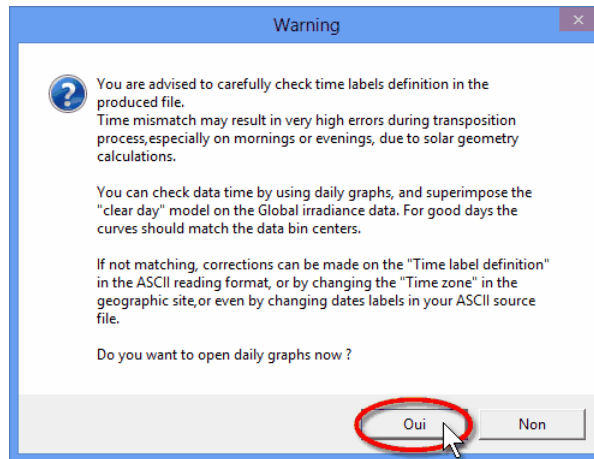 Warning
You are advised to carefully check time labels definition in the
produced file.
Time mismatch may result in very high errors during transposition
process,especially on mornings or evenings, due to solar geometry
calculations.
You can check data time by using daily graphs, and superimpose the
"clear day" model on the Global irradiance data. For good days the
curves should match the data bin centers.
If not matching, corrections can be made on the "Time label definition"
in the ASCII reading format, or by changing the "Time zone" in the
geographic site,or even by changing dates labels in your ASCII source
file.
Do you want to open daily graphs now ?
Oui
Non